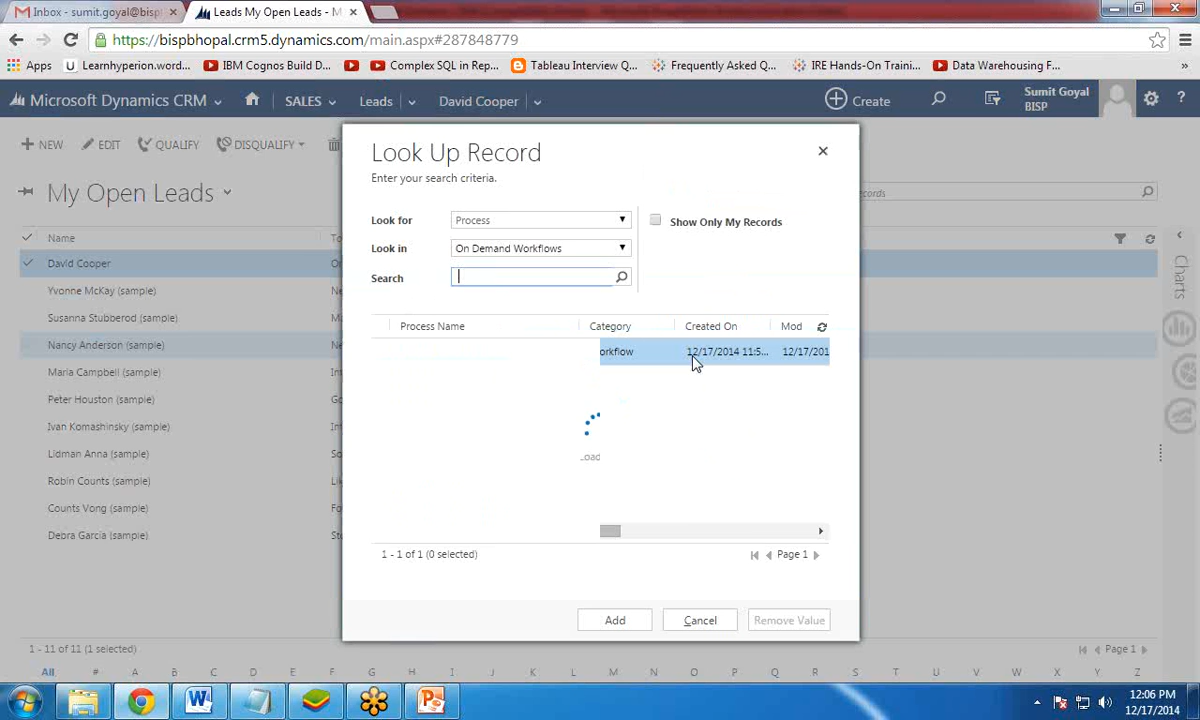 Inbox - sumit.goyal@bisp
Leads My Open Leads - M
https://bispbhopal.crm5.dynamics.com/main.aspx#287848779
Apps
Learnhyperion.word...
IBM Cognos Build D...
Complex SQL in Rep...
Tableau Interview Q...
Frequently Asked Q...
IRE Hands-On Traini...
Data Warehousing F...
Microsoft Dynamics CRM
SALES
Leads
David Cooper
Create
Sumit Goyal
BISP
?
NEW
EDIT
QUALIFY
DISQUALIFY
My Open Leads
Name
David Cooper
Yvonne McKay (sample)
Susanna Stubberod (sample)
Nancy Anderson (sample)
Maria Campbell (sample)
Peter Houston (sample)
Ivan Komashinsky (sample)
Lidman Anna (sample)
Robin Counts (sample)
Counts Vong (sample)
Debra Garcia (sample)
Look Up Record
Enter your search criteria.
Look for
Process
Show Only My Records
Look in
On Demand Workflows
Search
Process Name
Category
Created On
Mod
orkflow
12/17/2014 11:5...
12/17/201
Load
1 - 1 of 1 (0 selected)
Page 1
Add
Cancel
Remove Value
Charts
1 - 11 of 11 (1 selected)
Page 1
All # A B C D E F G H I J K L M N O P Q R S T U V W X Y Z
12:06 PM
12/17/2014